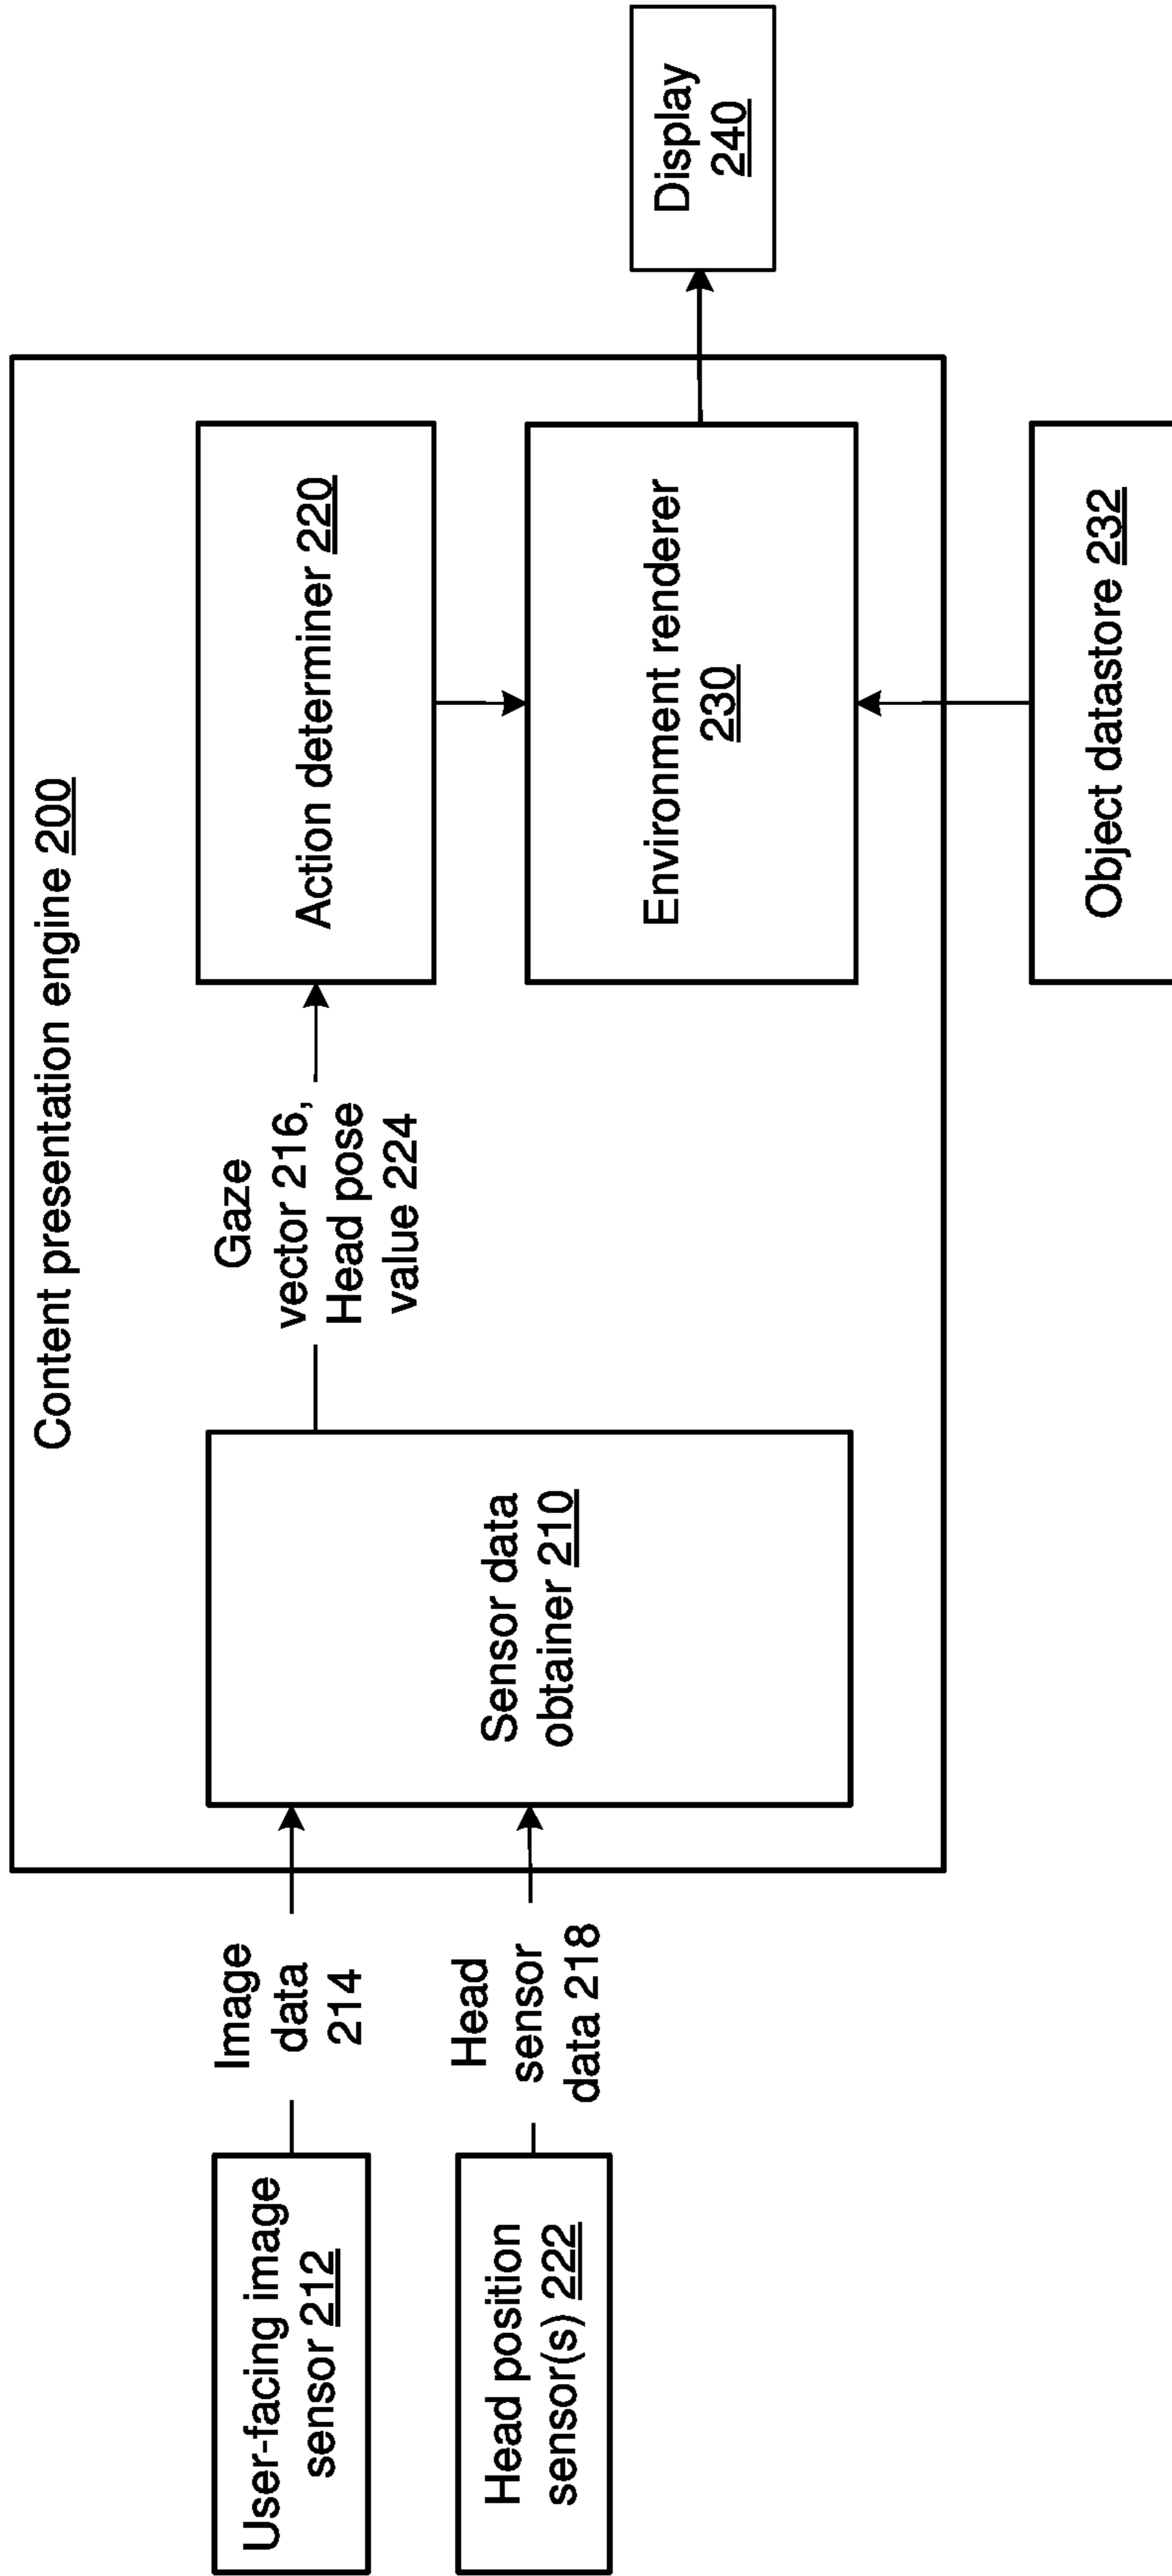 Content presentation engine 200
User-facing image
sensor 212
Image
data
214
Head position
sensor(s) 222
Head
sensor
data 218
Sensor data
obtainer 210
Gaze
vector 216,
Head pose
value 224
Action determiner 220
Environment renderer
230
Object datastore 232
Display
240